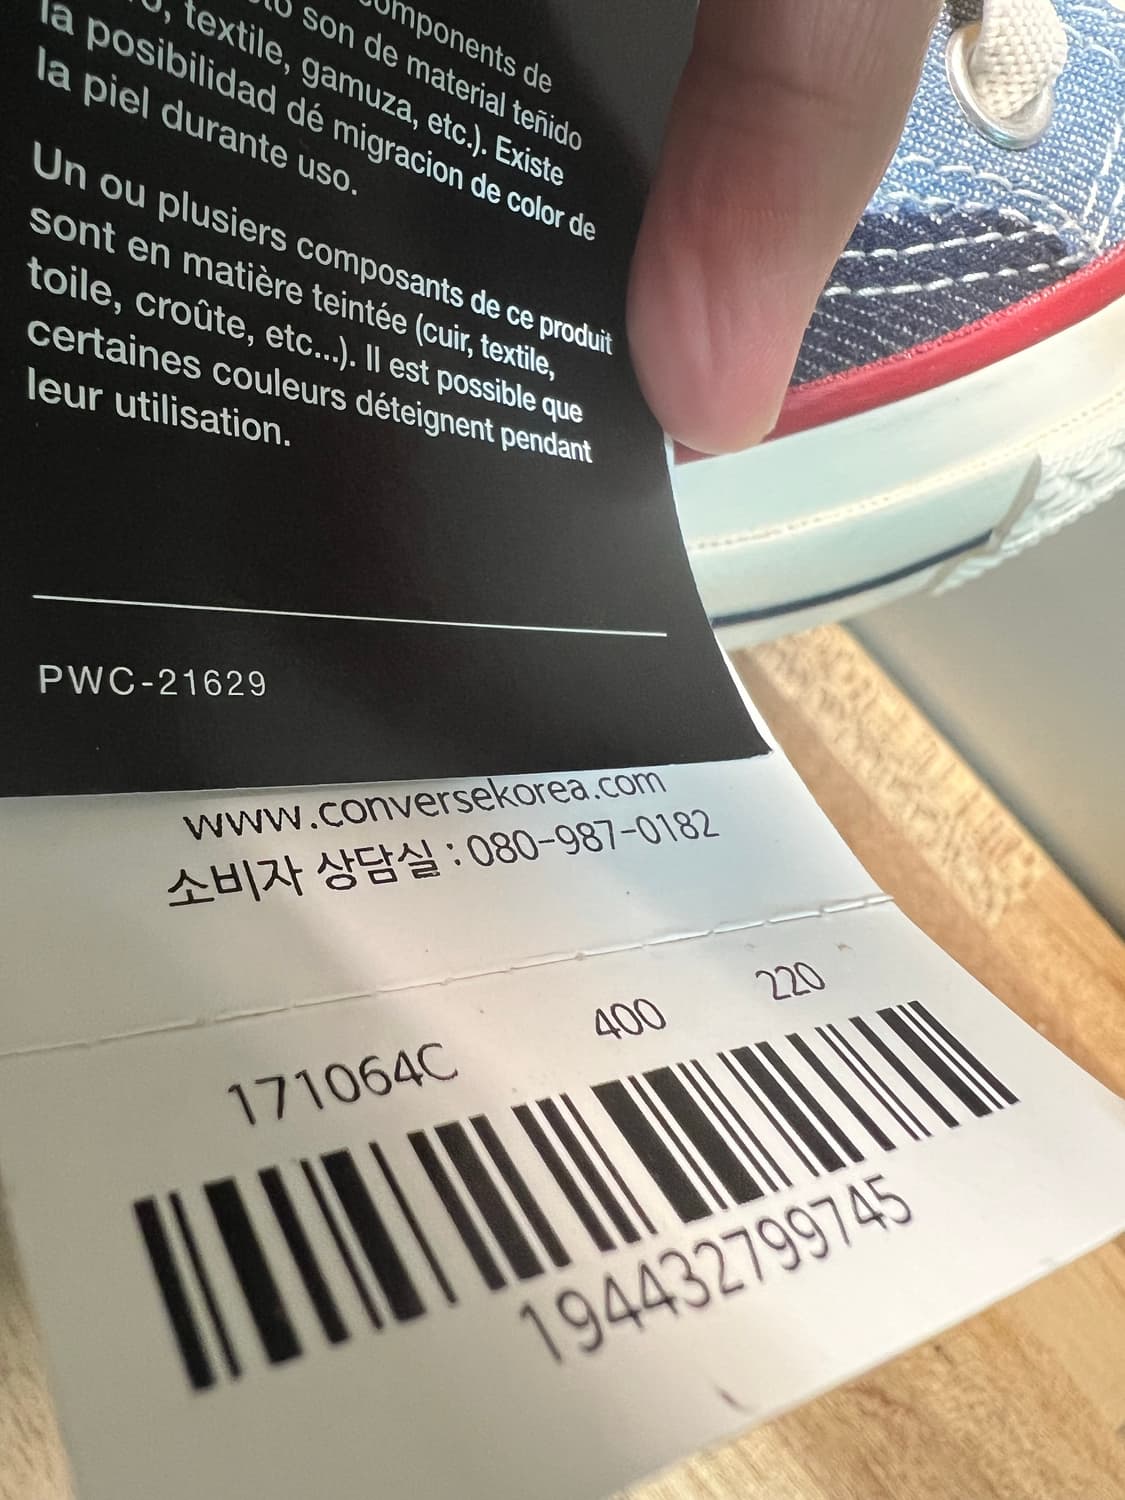 components de
son de material teñido
textile, gamuza, etc.). Existe
la posibilidad dé migracion de color de
la piel durante uso.
Un ou plusiers composants de ce produit
sont en matière teintée (cuir, textile,
toile, croûte, etc...). Il est possible que
certaines couleurs déteignent pendant
leur utilisation.
PWC-21629
www.conversekorea.com
소비자 상담실 : 080-987-0182
171064C 400 220
194432799745